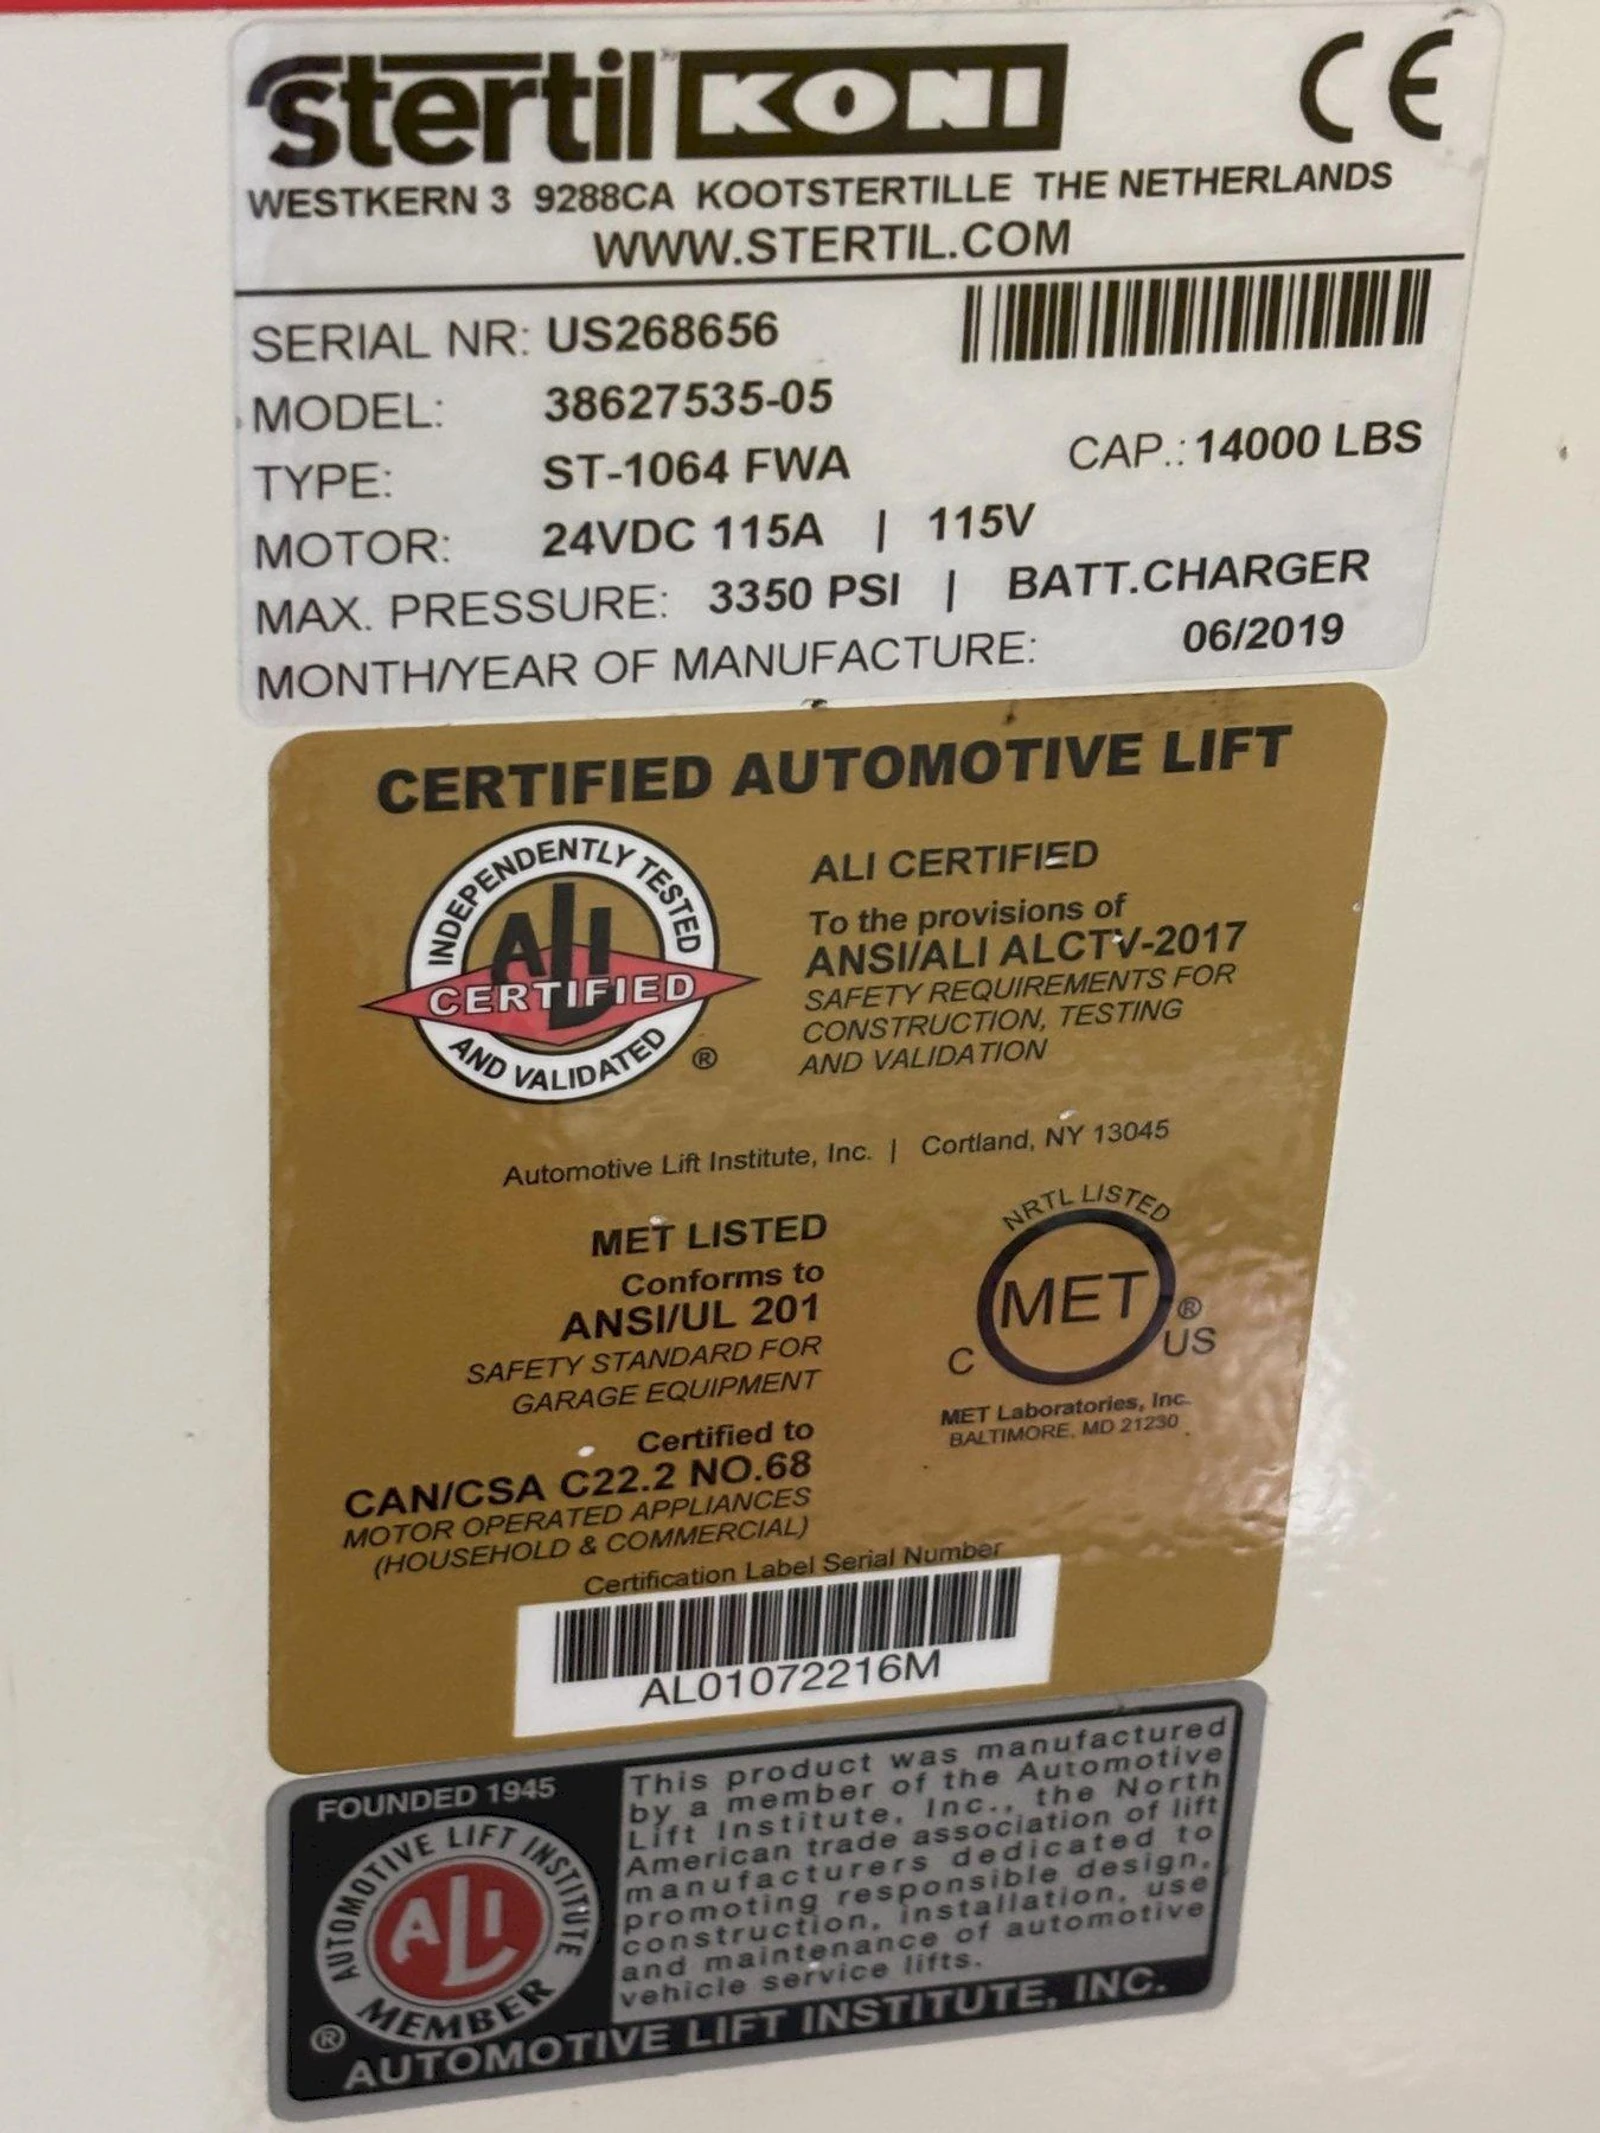 stertil KONI CE
WESTKERN 3 9288CA KOOTSTERTILLE THE NETHERLANDS
WWW.STERTIL.COM
SERIAL NR: US268656
MODEL: 38627535-05
TYPE: ST-1064 FWA CAP.: 14000 LBS
MOTOR: 24VDC 115A | 115V
MAX. PRESSURE: 3350 PSI | BATT.CHARGER
MONTH/YEAR OF MANUFACTURE: 06/2019
CERTIFIED AUTOMOTIVE LIFT
INDEPENDENTLY TESTED
ALI
CERTIFIED
AND VALIDATED
®
ALI CERTIFIED
To the provisions of
ANSI/ALI ALCTV-2017
SAFETY REQUIREMENTS FOR
CONSTRUCTION, TESTING
AND VALIDATION
Automotive Lift Institute, Inc. | Cortland, NY 13045
MET LISTED
Conforms to
ANSI/UL 201
SAFETY STANDARD FOR
GARAGE EQUIPMENT
Certified to
CAN/CSA C22.2 NO.68
MOTOR OPERATED APPLIANCES
(HOUSEHOLD & COMMERCIAL)
NRTL LISTED
MET ®
C US
MET Laboratories, Inc.
BALTIMORE, MD 21230
Certification Label Serial Number
AL01072216M
FOUNDED 1945
AUTOMOTIVE LIFT INSTITUTE
ALI
MEMBER
®
This product was manufactured
by a member of the Automotive
Lift Institute, Inc., the North
American trade association of lift
manufacturers dedicated to
promoting responsible design,
construction, installation, use
and maintenance of automotive
vehicle service lifts.
AUTOMOTIVE LIFT INSTITUTE, INC.